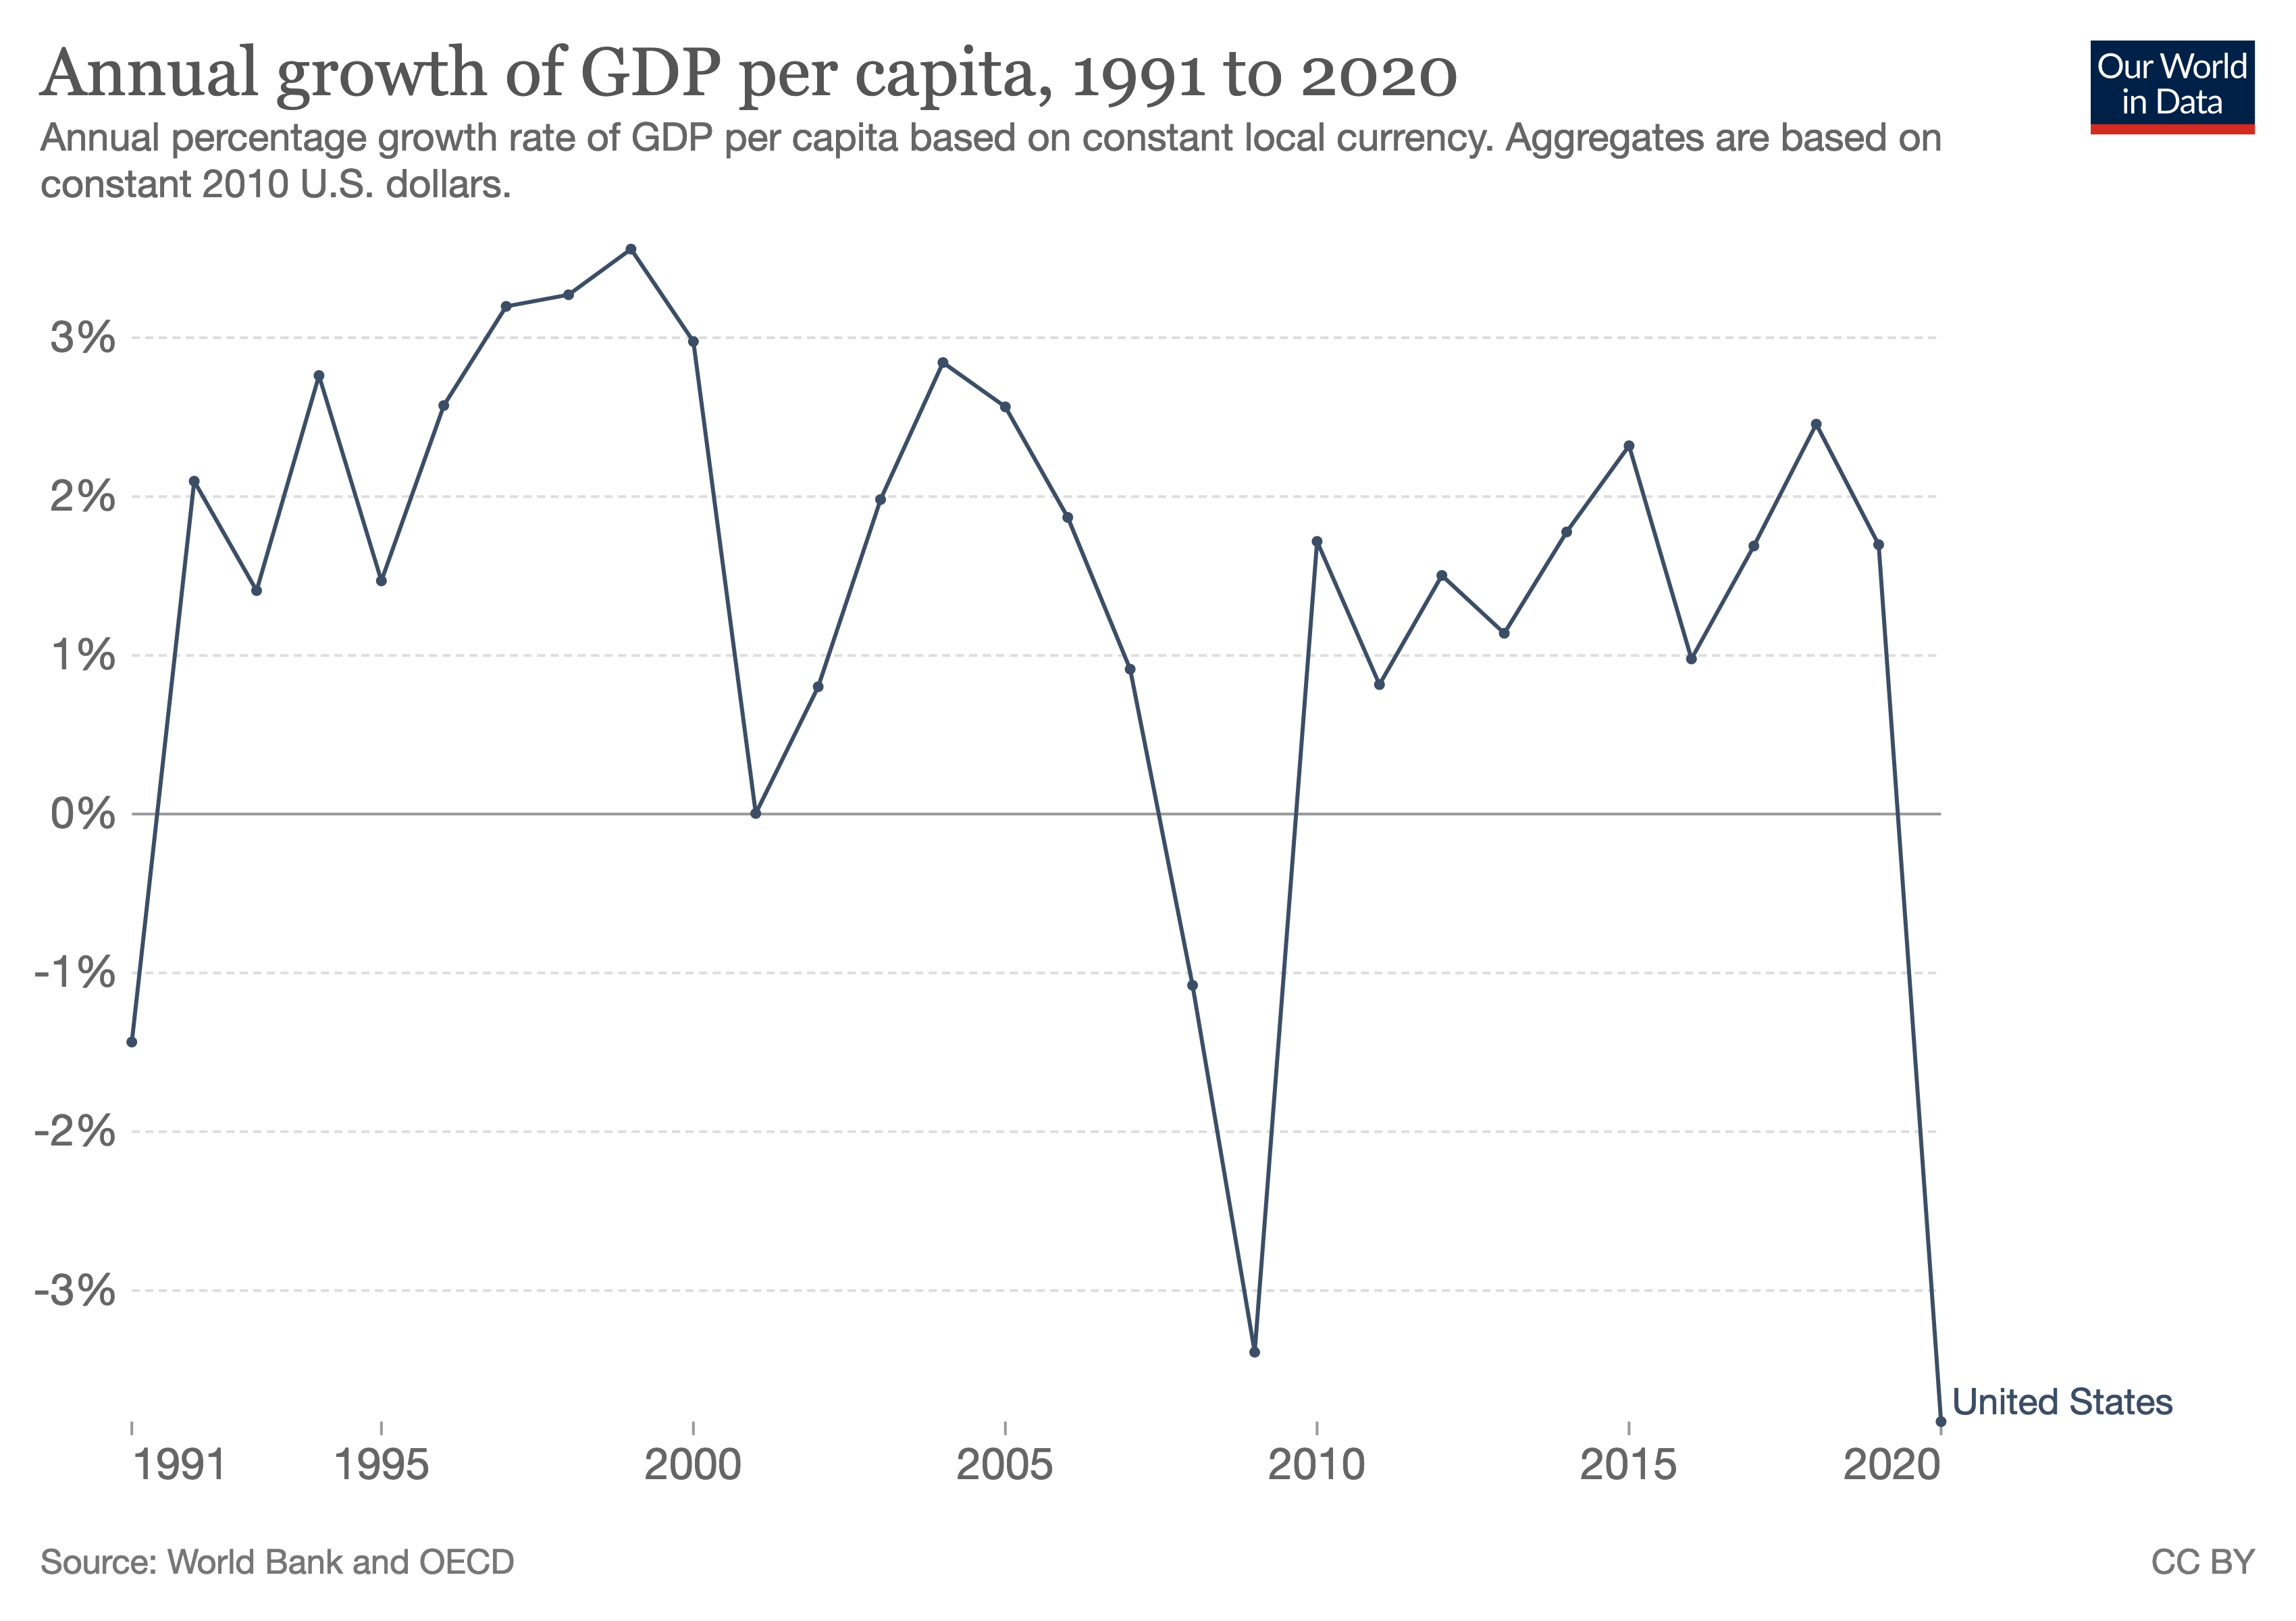 Annual growth of GDP per capita, 1991 to 2020
Annual percentage growth rate of GDP per capita based on constant local currency. Aggregates are based on
constant 2010 U.S. dollars.
Our World
in Data
3%
2%
1%
0%
-1%
-2%
-3%
United States
1991
1995
2000
2005
2010
2015
2020
Source: World Bank and OECD
CC BY